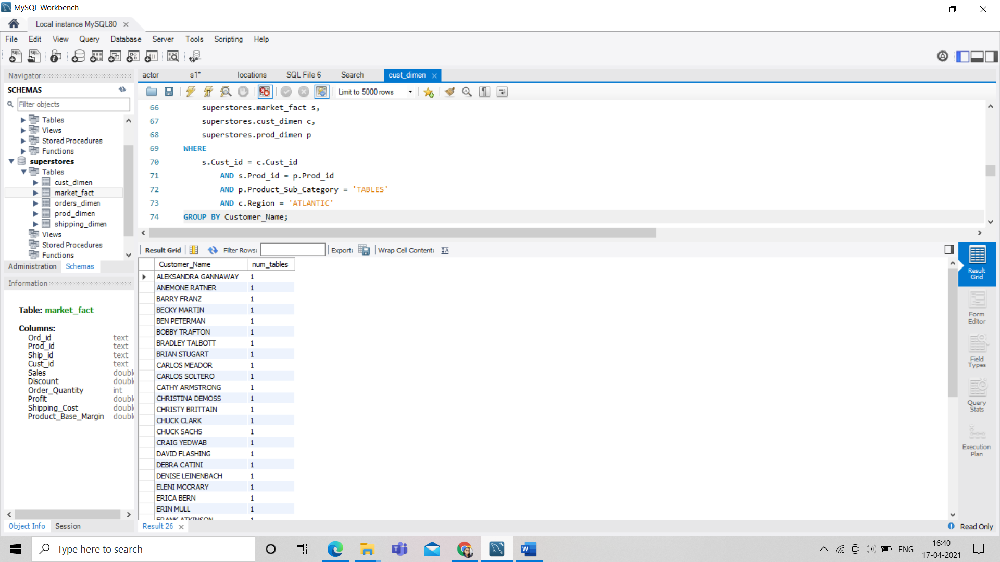 MySQL Workbench
Local instance MySQL80
File Edit View Query Database Server Tools Scripting Help
Navigator
SCHEMAS
Filter objects
Tables
Views
Stored Procedures
Functions
superstores
Tables
cust_dimen
market_fact
orders_dimen
prod_dimen
shipping_dimen
Views
Stored Procedures
Functions
Administration Schemas
Information
Table: market_fact
Columns:
Ord_id text
Prod_id text
Ship_id text
Cust_id text
Sales doubl
Discount doubl
Order_Quantity int
Profit doubl
Shipping_Cost doubl
Product_Base_Margin doubl
Object Info Session
actor s1* locations SQL File 6 Search cust_dimen
Limit to 5000 rows
66 superstores.market_fact s,
67 superstores.cust_dimen c,
68 superstores.prod_dimen p
69 WHERE
70 s.Cust_id = c.Cust_id
71 AND s.Prod_id = p.Prod_id
72 AND p.Product_Sub_Category = 'TABLES'
73 AND c.Region = 'ATLANTIC'
74 GROUP BY Customer_Name;
Result Grid Filter Rows: Export: Wrap Cell Content:
Customer_Name num_tables
ALEKSANDRA GANNAWAY 1
ANEMONE RATNER 1
BARRY FRANZ 1
BECKY MARTIN 1
BEN PETERMAN 1
BOBBY TRAFTON 1
BRADLEY TALBOTT 1
BRIAN STUGART 1
CARLOS MEADOR 1
CARLOS SOLTERO 1
CATHY ARMSTRONG 1
CHRISTINA DEMOSS 1
CHRISTY BRITTAIN 1
CHUCK CLARK 1
CHUCK SACHS 1
CRAIG YEDWAB 1
DAVID FLASHING 1
DEBRA CATINI 1
DENISE LEINENBACH 1
ELENI MCCRARY 1
ERICA BERN 1
ERIN MULL 1
FRANK ATKINSON 1
Result Grid
Form Editor
Field Types
Query Stats
Execution Plan
Result 26
Read Only
Type here to search
ENG
16:40
17-04-2021